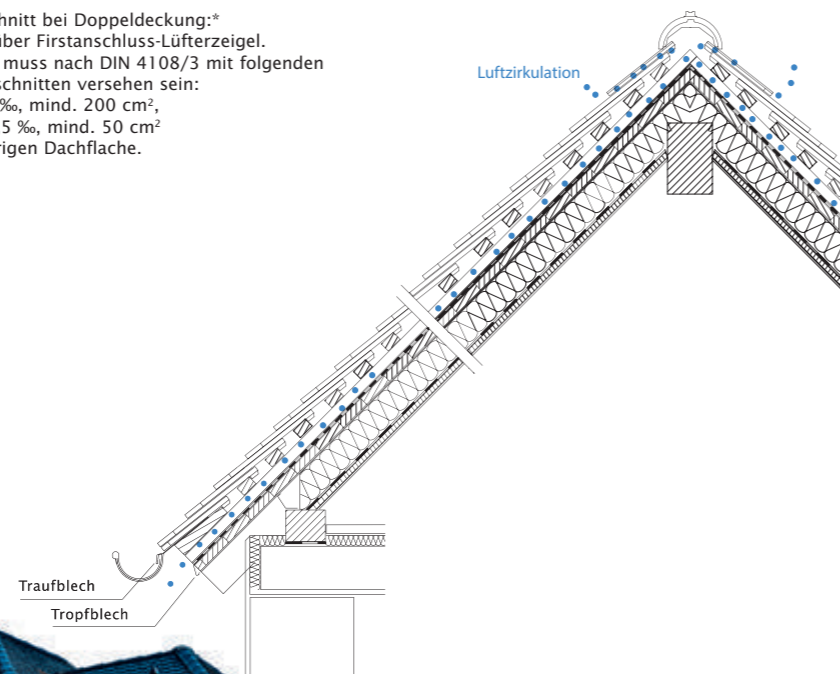 hnitt bei Doppeldeckung:*
ber Firstanschluss-Lüfterzeigel.
muss nach DIN 4108/3 mit folgenden
schnitten versehen sein:
‰, mind. 200 cm²,
5 ‰, mind. 50 cm²
rigen Dachflache.
Luftzirkulation
Traufblech
Tropfblech